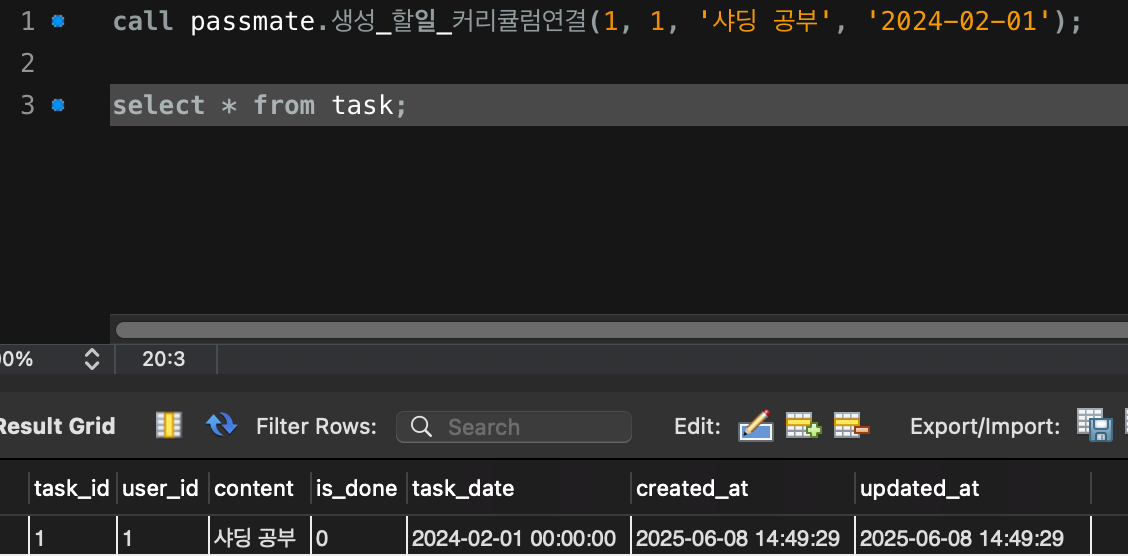 1 call passmate.생성_할일_커리큘럼연결(1, 1, '샤딩 공부', '2024-02-01');
2
3 select * from task;
00% 20:3
Result Grid Filter Rows: Search Edit: Export/Import:
task_id user_id content is_done task_date created_at updated_at
1 1 샤딩 공부 0 2024-02-01 00:00:00 2025-06-08 14:49:29 2025-06-08 14:49:29